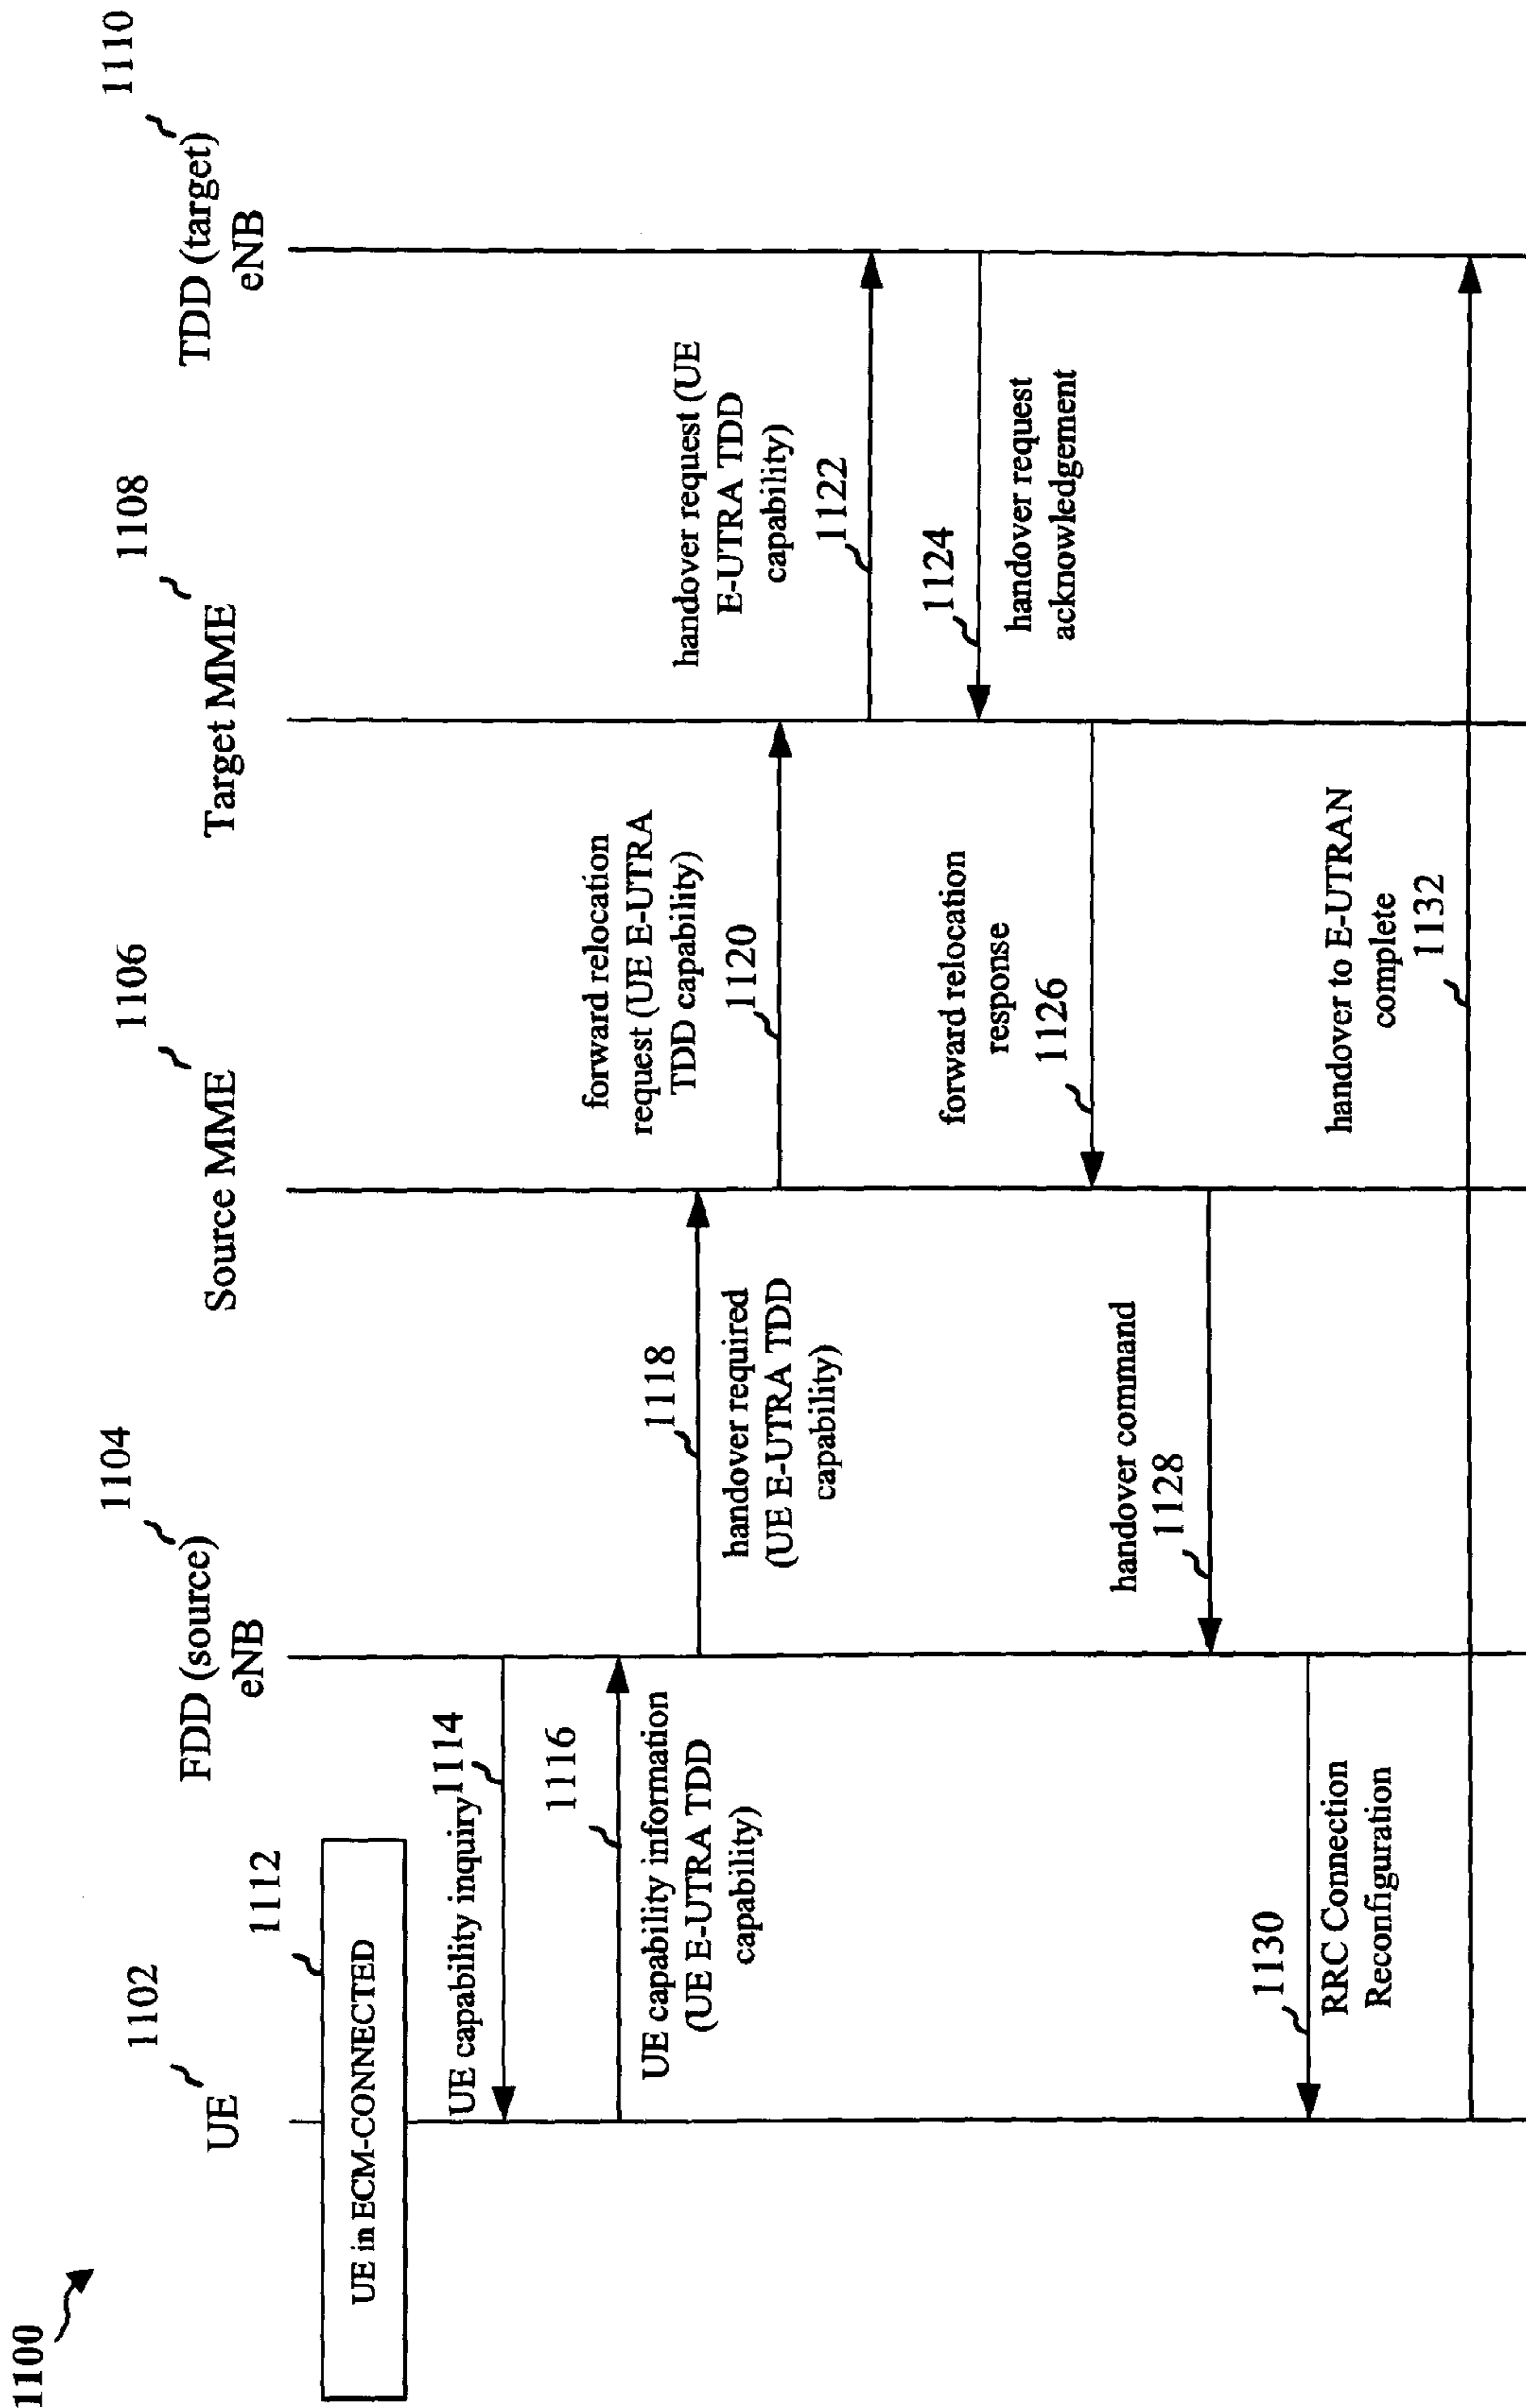 1100
1102
UE
1104
FDD (source)
eNB
1106
Source MME
1108
Target MME
1110
TDD (target)
eNB
1112
UE in ECM-CONNECTED
UE capability inquiry
1114
1116
UE capability information
(UE E-UTRA TDD
capability)
1118
handover required
(UE E-UTRA TDD
capability)
forward relocation
request (UE E-UTRA
TDD capability)
1120
handover request (UE
E-UTRA TDD
capability)
1122
1124
handover request
acknowledgement
forward relocation
response
1126
handover command
1128
1130
RRC Connection
Reconfiguration
handover to E-UTRAN
complete
1132